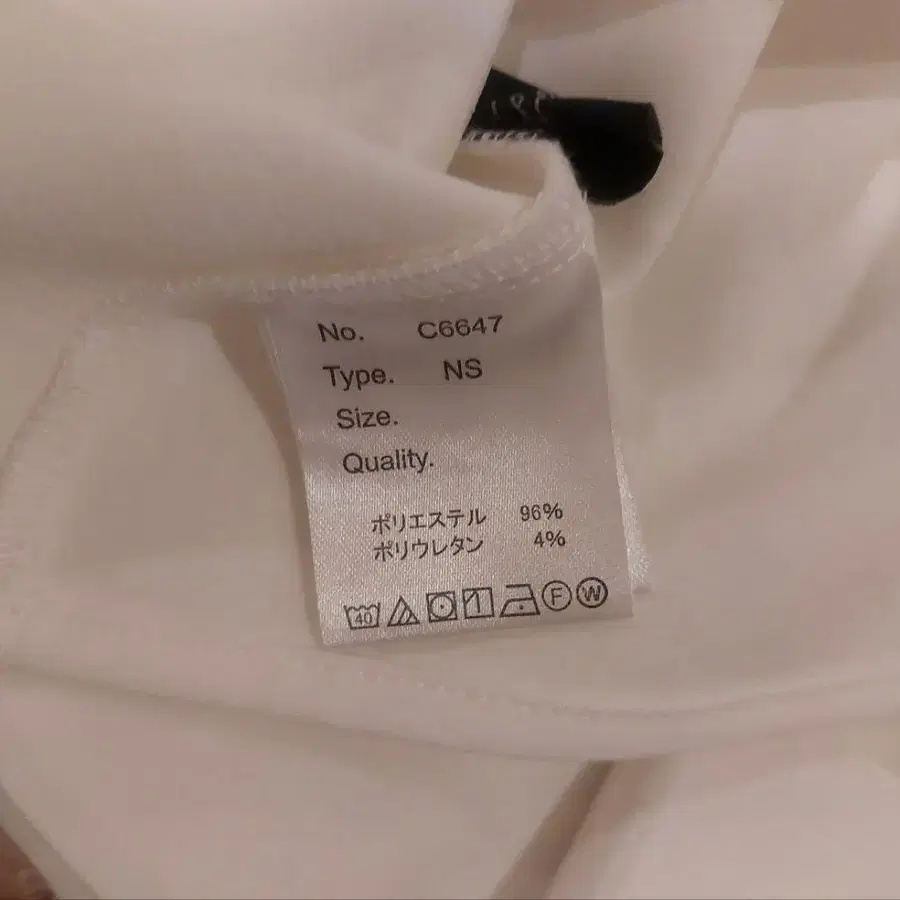 No. C6647
Type. NS
Size.
Quality.
ポリエステル 96%
ポリウレタン 4%
40 F W